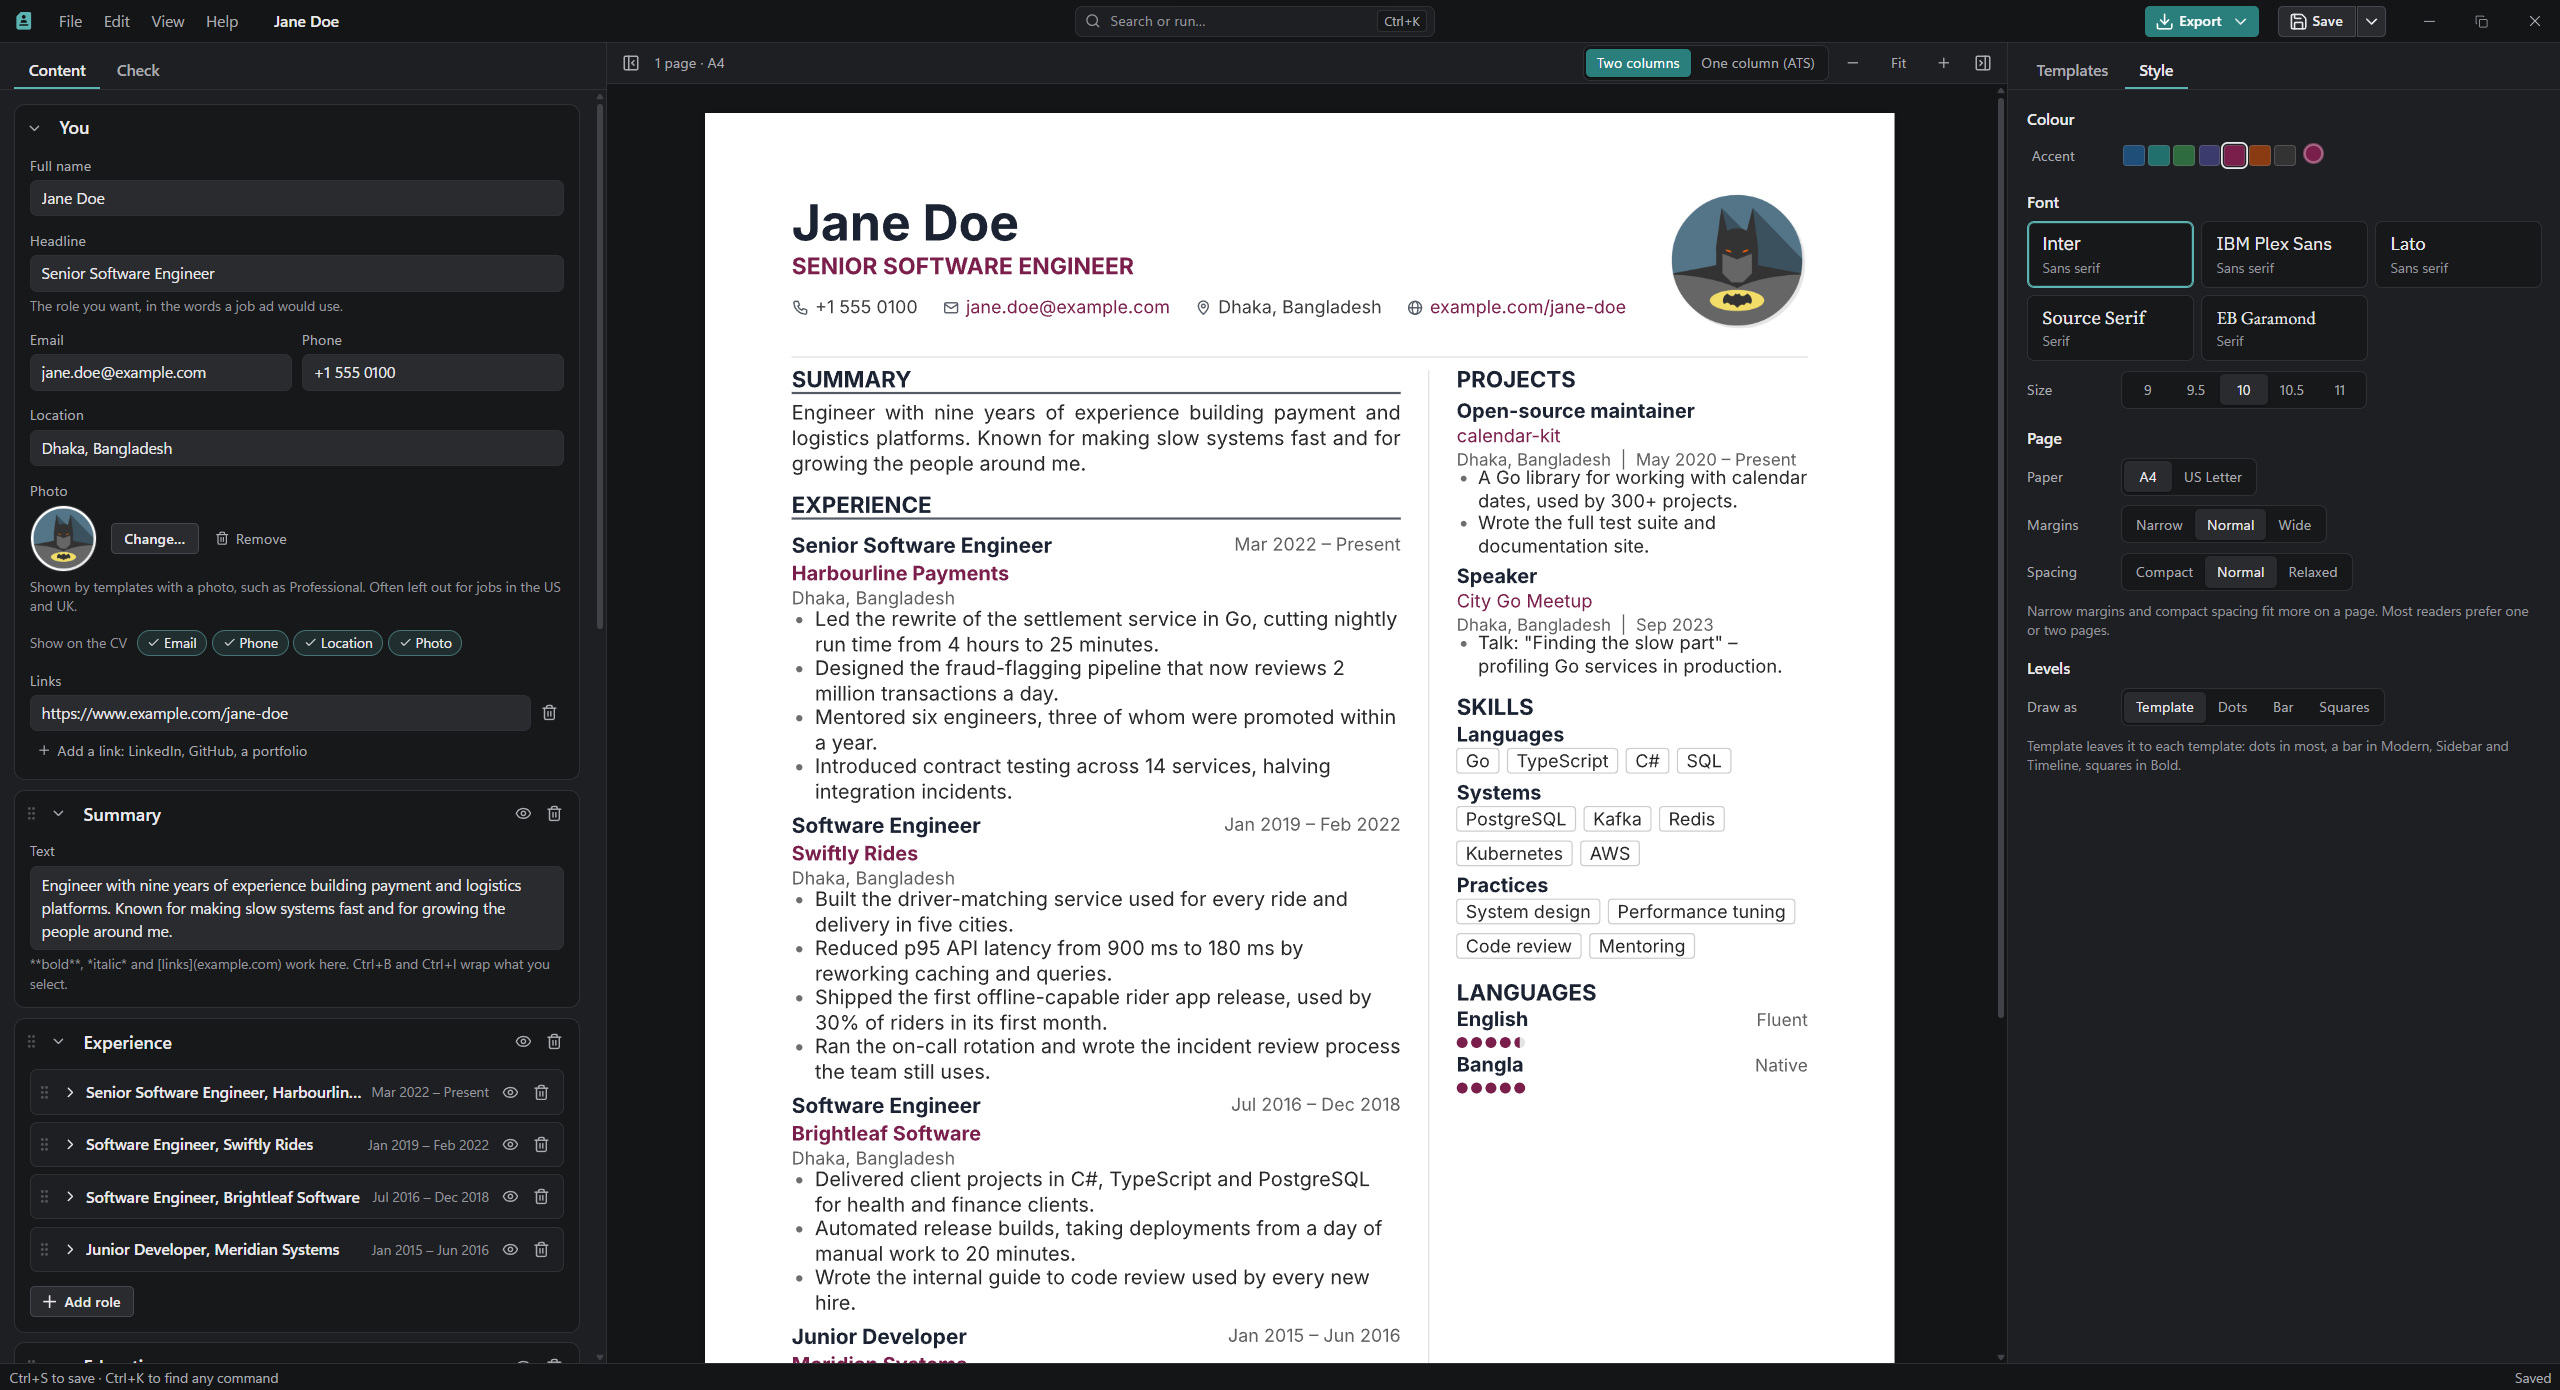 File Edit View Help Jane Doe
Search or run... Ctrl+K
Export Save
Content Check
You
Full name
Jane Doe
Headline
Senior Software Engineer
The role you want, in the words a job ad would use.
Email Phone
jane.doe@example.com +1 555 0100
Location
Dhaka, Bangladesh
Photo
Change... Remove
Shown by templates with a photo, such as Professional. Often left out for jobs in the US
and UK.
Show on the CV Email Phone Location Photo
Links
https://www.example.com/jane-doe
+ Add a link: LinkedIn, GitHub, a portfolio
Summary
Text
Engineer with nine years of experience building payment and logistics
platforms. Known for making slow systems fast and for growing the
people around me.
**bold**, *italic* and [links](example.com) work here. Ctrl+B and Ctrl+I wrap what you
select.
Experience
Senior Software Engineer, Harbourlin... Mar 2022 – Present
Software Engineer, Swiftly Rides Jan 2019 – Feb 2022
Software Engineer, Brightleaf Software Jul 2016 – Dec 2018
Junior Developer, Meridian Systems Jan 2015 – Jun 2016
+ Add role
1 page · A4
Two columns One column (ATS) − Fit +
Jane Doe
SENIOR SOFTWARE ENGINEER
+1 555 0100 jane.doe@example.com Dhaka, Bangladesh example.com/jane-doe
SUMMARY
Engineer with nine years of experience building payment and
logistics platforms. Known for making slow systems fast and for
growing the people around me.
EXPERIENCE
Senior Software Engineer Mar 2022 – Present
Harbourline Payments
Dhaka, Bangladesh
• Led the rewrite of the settlement service in Go, cutting nightly
run time from 4 hours to 25 minutes.
• Designed the fraud-flagging pipeline that now reviews 2
million transactions a day.
• Mentored six engineers, three of whom were promoted within
a year.
• Introduced contract testing across 14 services, halving
integration incidents.
Software Engineer Jan 2019 – Feb 2022
Swiftly Rides
Dhaka, Bangladesh
• Built the driver-matching service used for every ride and
delivery in five cities.
• Reduced p95 API latency from 900 ms to 180 ms by
reworking caching and queries.
• Shipped the first offline-capable rider app release, used by
30% of riders in its first month.
• Ran the on-call rotation and wrote the incident review process
the team still uses.
Software Engineer Jul 2016 – Dec 2018
Brightleaf Software
Dhaka, Bangladesh
• Delivered client projects in C#, TypeScript and PostgreSQL
for health and finance clients.
• Automated release builds, taking deployments from a day of
manual work to 20 minutes.
• Wrote the internal guide to code review used by every new
hire.
Junior Developer Jan 2015 – Jun 2016
PROJECTS
Open-source maintainer
calendar-kit
Dhaka, Bangladesh | May 2020 – Present
• A Go library for working with calendar
dates, used by 300+ projects.
• Wrote the full test suite and
documentation site.
Speaker
City Go Meetup
Dhaka, Bangladesh | Sep 2023
• Talk: "Finding the slow part" –
profiling Go services in production.
SKILLS
Languages
Go TypeScript C# SQL
Systems
PostgreSQL Kafka Redis
Kubernetes AWS
Practices
System design Performance tuning
Code review Mentoring
LANGUAGES
English Fluent
Bangla Native
Templates Style
Colour
Accent
Font
Inter IBM Plex Sans Lato
Sans serif Sans serif Sans serif
Source Serif EB Garamond
Serif Serif
Size 9 9.5 10 10.5 11
Page
Paper A4 US Letter
Margins Narrow Normal Wide
Spacing Compact Normal Relaxed
Narrow margins and compact spacing fit more on a page. Most readers prefer one
or two pages.
Levels
Draw as Template Dots Bar Squares
Template leaves it to each template: dots in most, a bar in Modern, Sidebar and
Timeline, squares in Bold.
Ctrl+S to save · Ctrl+K to find any command
Saved